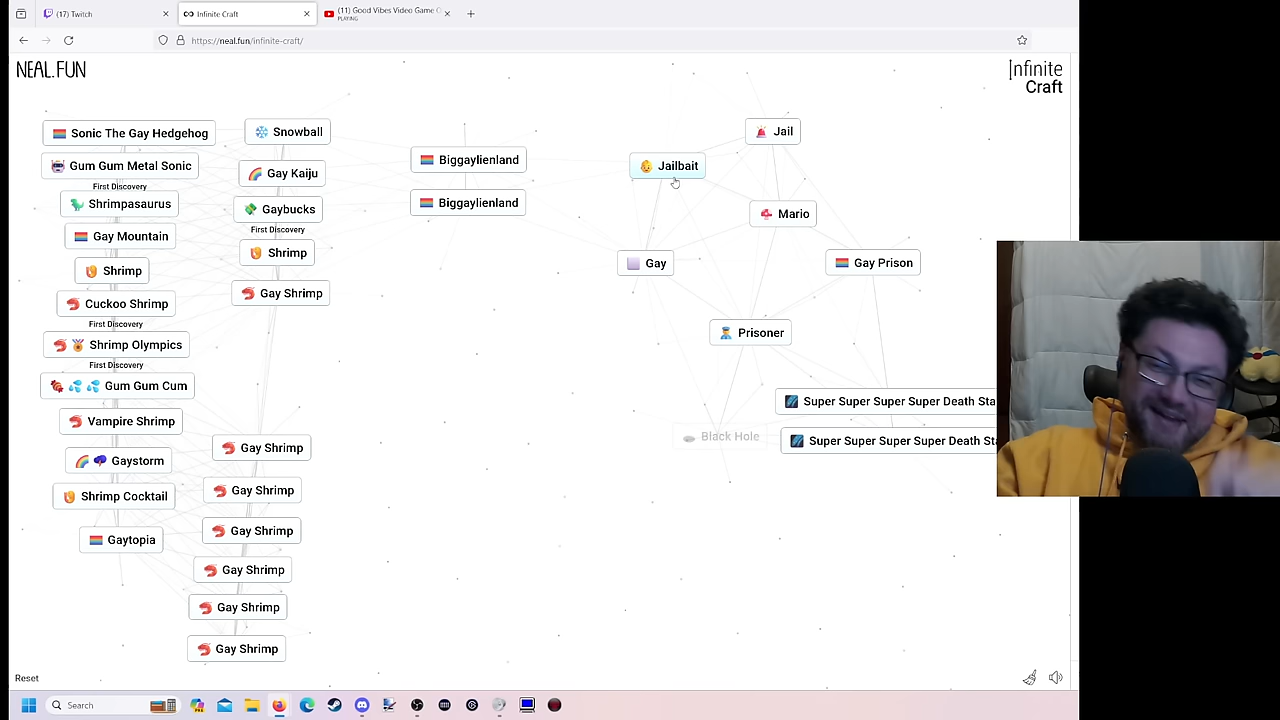 (17) Twitch
Infinite Craft
(11) Good Vibes Video Game
PLAYING
https://neal.fun/infinite-craft/
NEAL.FUN
Infinite
Craft
Sonic The Gay Hedgehog
Gum Gum Metal Sonic
First Discovery
Shrimpasaurus
Gay Mountain
Shrimp
Cuckoo Shrimp
First Discovery
Shrimp Olympics
First Discovery
Gum Gum Cum
Vampire Shrimp
Gaystorm
Shrimp Cocktail
Gaytopia
Snowball
Gay Kaiju
Gaybucks
First Discovery
Shrimp
Gay Shrimp
Gay Shrimp
Gay Shrimp
Gay Shrimp
Gay Shrimp
Gay Shrimp
Gay Shrimp
Biggaylienland
Biggaylienland
Jailbait
Jail
Mario
Gay
Gay Prison
Prisoner
Super Super Super Super Death Sta
Black Hole
Super Super Super Super Death Sta
Reset
Search